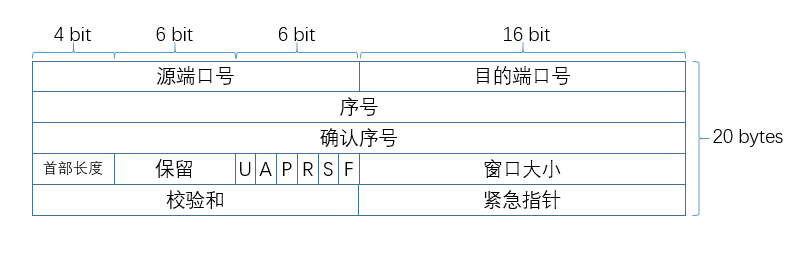 4 bit 6 bit 6 bit 16 bit
源端口号 目的端口号
序号
确认序号
20 bytes
首部长度 保留 U A P R S F 窗口大小
校验和 紧急指针